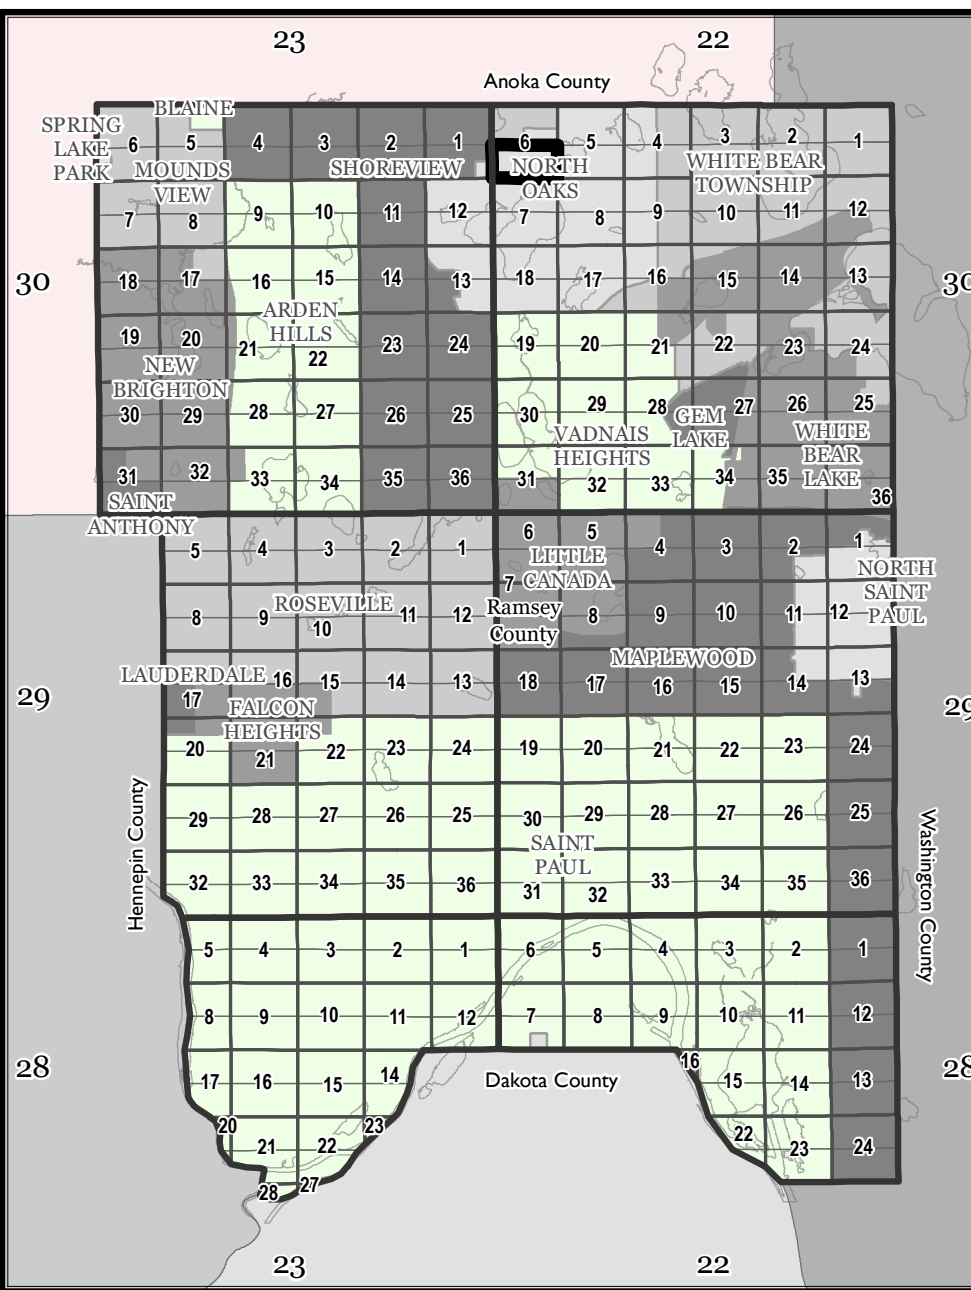 23 22
Anoka County
BLAINE
SPRING
LAKE
PARK
6 5 4 3 2 1 6 5 4 3 2 1
MOUNDS
VIEW
SHOREVIEW
NORTH
OAKS
WHITE BEAR
TOWNSHIP
7 8 9 10 11 12 7 8 9 10 11 12
30 18 17 16 15 14 13 18 17 16 15 14 13 30
ARDEN
HILLS
19 20 21 22 23 24 19 20 21 22 23 24
NEW
BRIGHTON
30 29 28 27 26 25 30 29 28 27 26 25
GEM
LAKE
VADNAIS
HEIGHTS
WHITE
BEAR
LAKE
31 32 33 34 35 36 31 32 33 34 35 36
SAINT
ANTHONY
5 4 3 2 1 6 5 4 3 2 1
LITTLE
CANADA
NORTH
SAINT
PAUL
8 9 10 11 12 7 8 9 10 11 12
ROSEVILLE
Ramsey
County
MAPLEWOOD
LAUDERDALE
29 17 16 15 14 13 18 17 16 15 14 13 29
FALCON
HEIGHTS
20 21 22 23 24 19 20 21 22 23 24
29 28 27 26 25 30 29 28 27 26 25
Hennepin County
Washington County
SAINT
PAUL
32 33 34 35 36 31 32 33 34 35 36
5 4 3 2 1 6 5 4 3 2 1
8 9 10 11 12 7 8 9 10 11 12
28 17 16 15 14 16 15 14 13 28
Dakota County
20 21 22 23 22 23 24
28 27
23 22